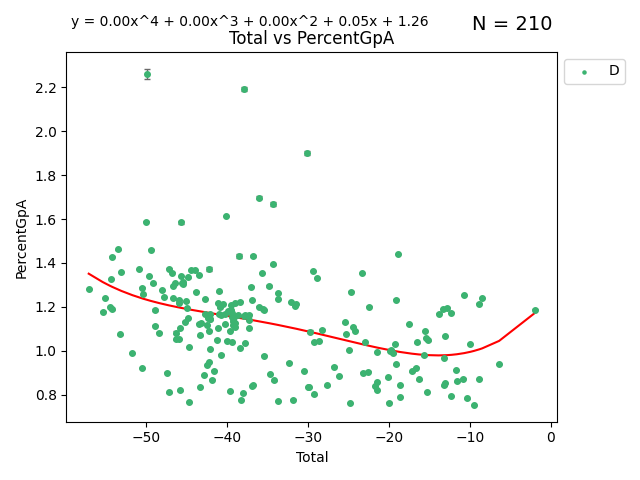 y = 0.00x^4 + 0.00x^3 + 0.00x^2 + 0.05x + 1.26
N = 210
Total vs PercentGpA
D
PercentGpA
2.2
2.0
1.8
1.6
1.4
1.2
1.0
0.8
−50 −40 −30 −20 −10 0
Total